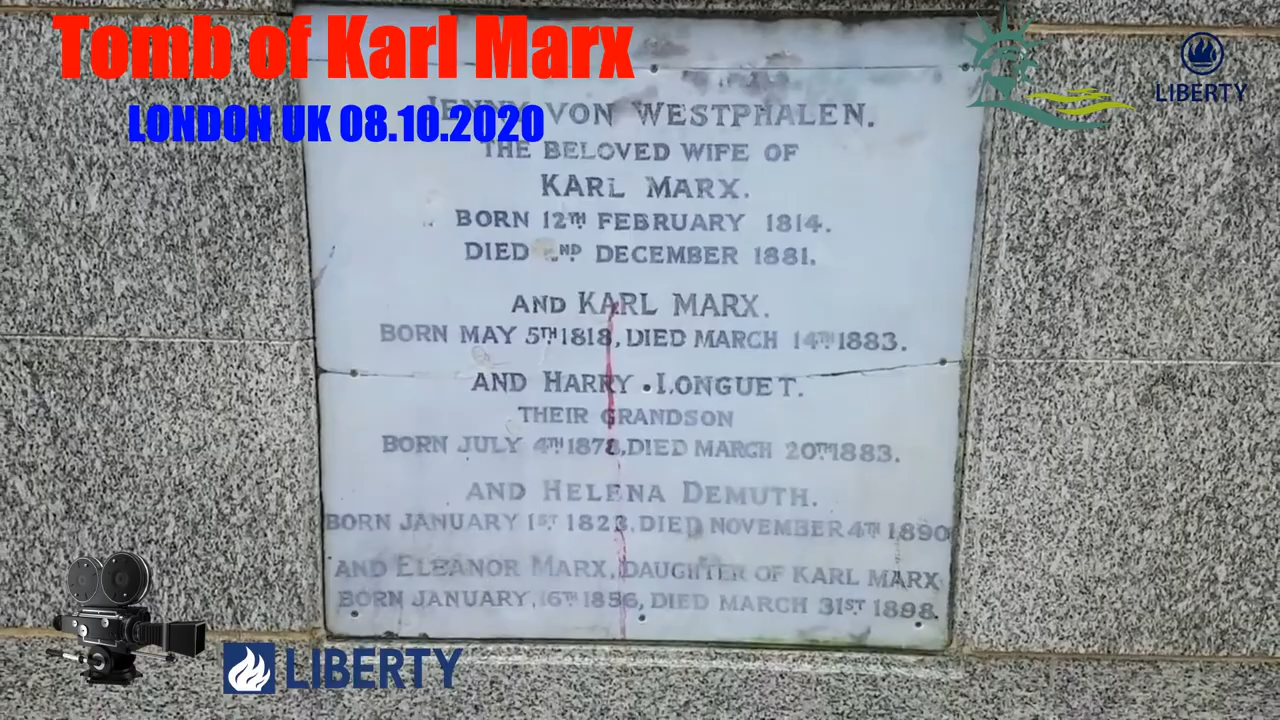 Tomb of Karl Marx
LIBERTY
LONDON UK 08.10.2020
JENNY VON WESTPHALEN.
THE BELOVED WIFE OF
KARL MARX.
BORN 12TH FEBRUARY 1814.
DIED 2ND DECEMBER 1881.
AND KARL MARX.
BORN MAY 5TH 1818, DIED MARCH 14TH 1883.
AND HARRY LONGUET.
THEIR GRANDSON
BORN JULY 4TH 1878, DIED MARCH 20TH 1883.
AND HELENA DEMUTH.
BORN JANUARY 1ST 1823, DIED NOVEMBER 4TH 1890
AND ELEANOR MARX, DAUGHTER OF KARL MARX
BORN JANUARY, 16TH 1856, DIED MARCH 31ST 1898.
LIBERTY